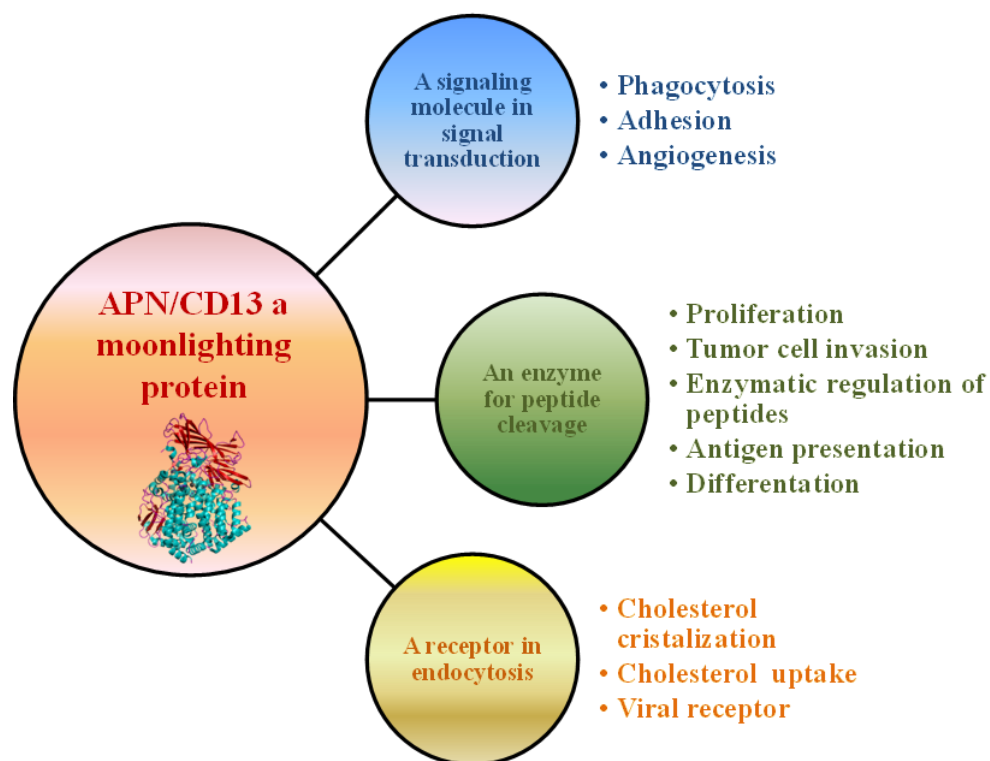 A signaling
molecule in
signal
transduction
• Phagocytosis
• Adhesion
• Angiogenesis
APN/CD13 a
moonlighting
protein
An enzyme
for peptide
cleavage
• Proliferation
• Tumor cell invasion
• Enzymatic regulation of
peptides
• Antigen presentation
• Differentation
A receptor in
endocytosis
• Cholesterol
cristalization
• Cholesterol uptake
• Viral receptor